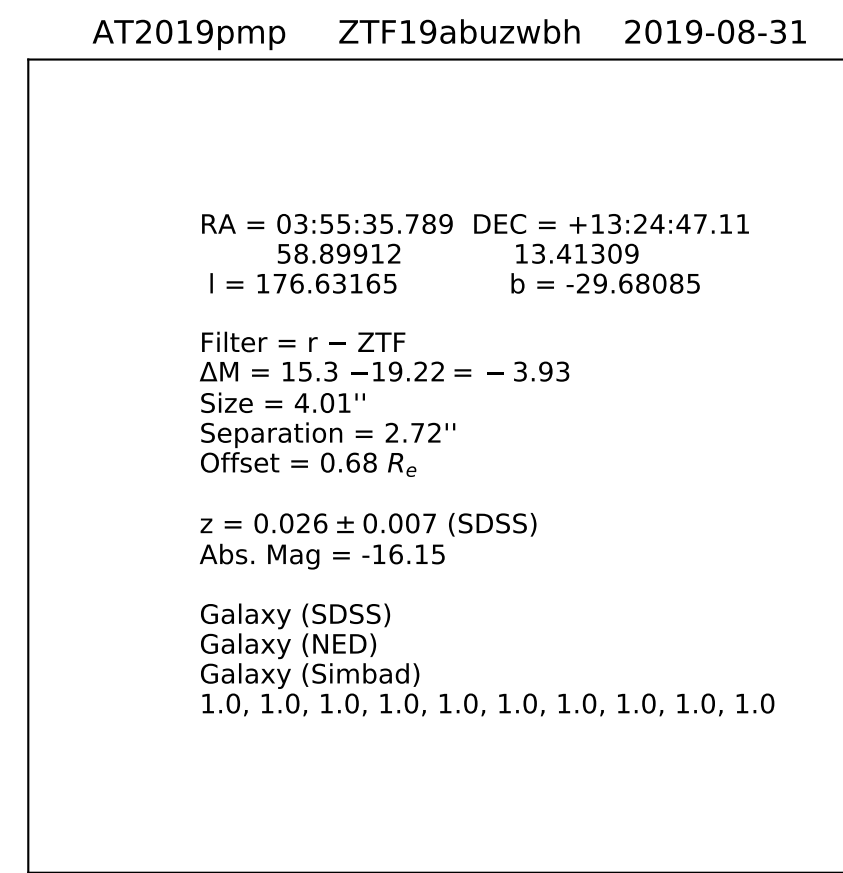 AT2019pmp ZTF19abuzwbh 2019-08-31
RA = 03:55:35.789 DEC = +13:24:47.11
58.89912 13.41309
l = 176.63165 b = -29.68085
Filter = r − ZTF
ΔM = 15.3 −19.22 = − 3.93
Size = 4.01''
Separation = 2.72''
Offset = 0.68 Re
z = 0.026 ± 0.007 (SDSS)
Abs. Mag = -16.15
Galaxy (SDSS)
Galaxy (NED)
Galaxy (Simbad)
1.0, 1.0, 1.0, 1.0, 1.0, 1.0, 1.0, 1.0, 1.0, 1.0